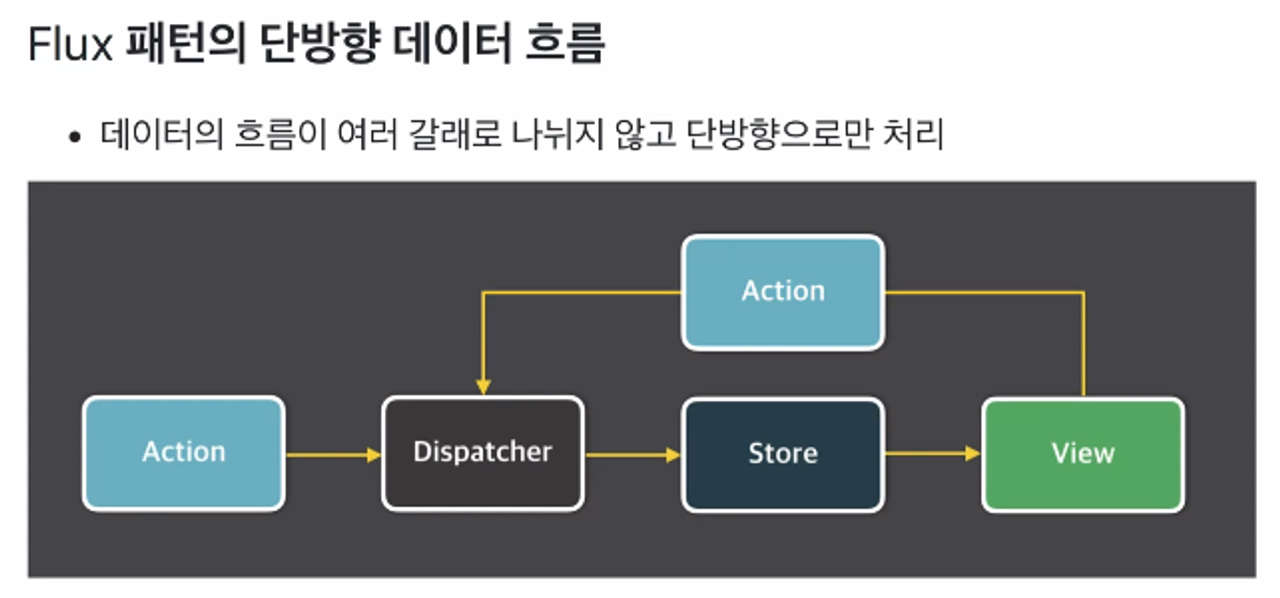 Flux 패턴의 단방향 데이터 흐름
• 데이터의 흐름이 여러 갈래로 나뉘지 않고 단방향으로만 처리
Action
Action
Dispatcher
Store
View